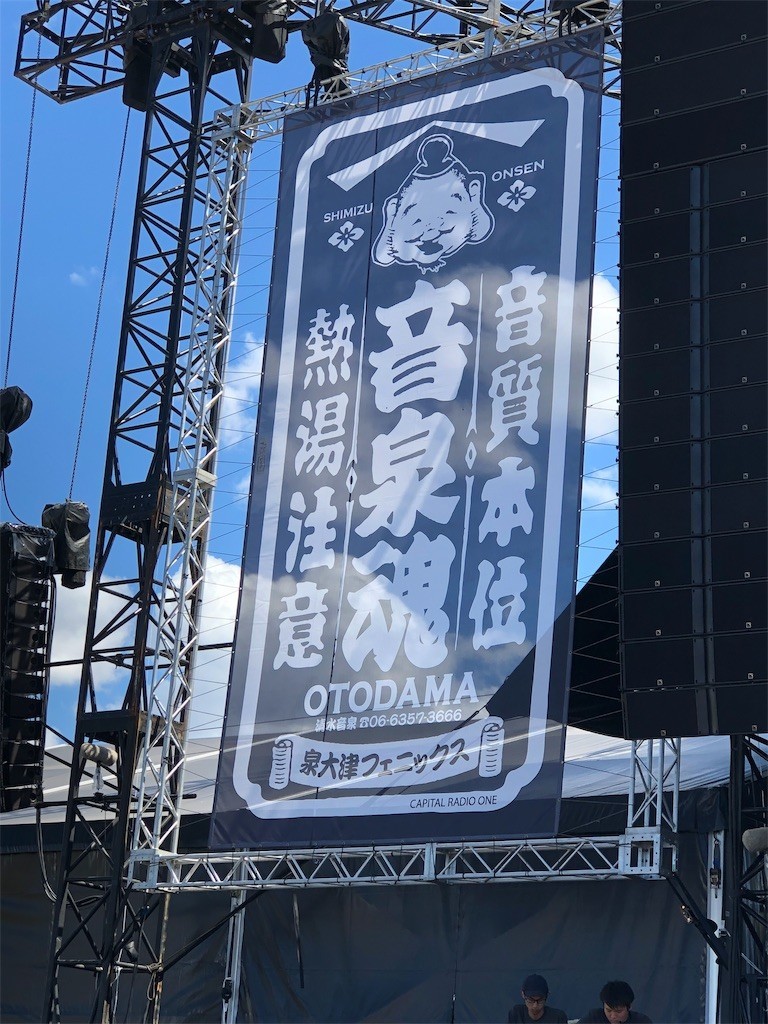 SHIMIZU
ONSEN
音質本位
音泉魂
熱湯注意
OTODAMA
清水音泉 ☎06-6357-3666
泉大津フェニックス
CAPITAL RADIO ONE